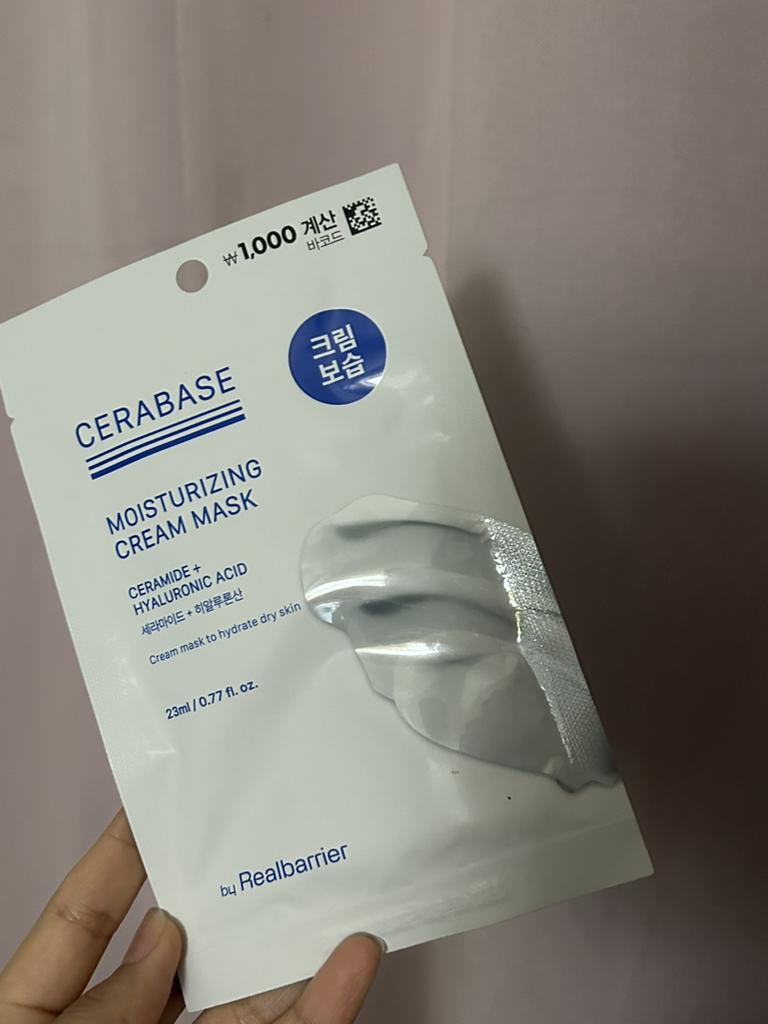 ₩1,000 계산
바코드
크림
보습
CERABASE
MOISTURIZING
CREAM MASK
CERAMIDE +
HYALURONIC ACID
세라마이드 + 히알루론산
Cream mask to hydrate dry skin
23ml / 0.77 fl. oz.
by Realbarrier